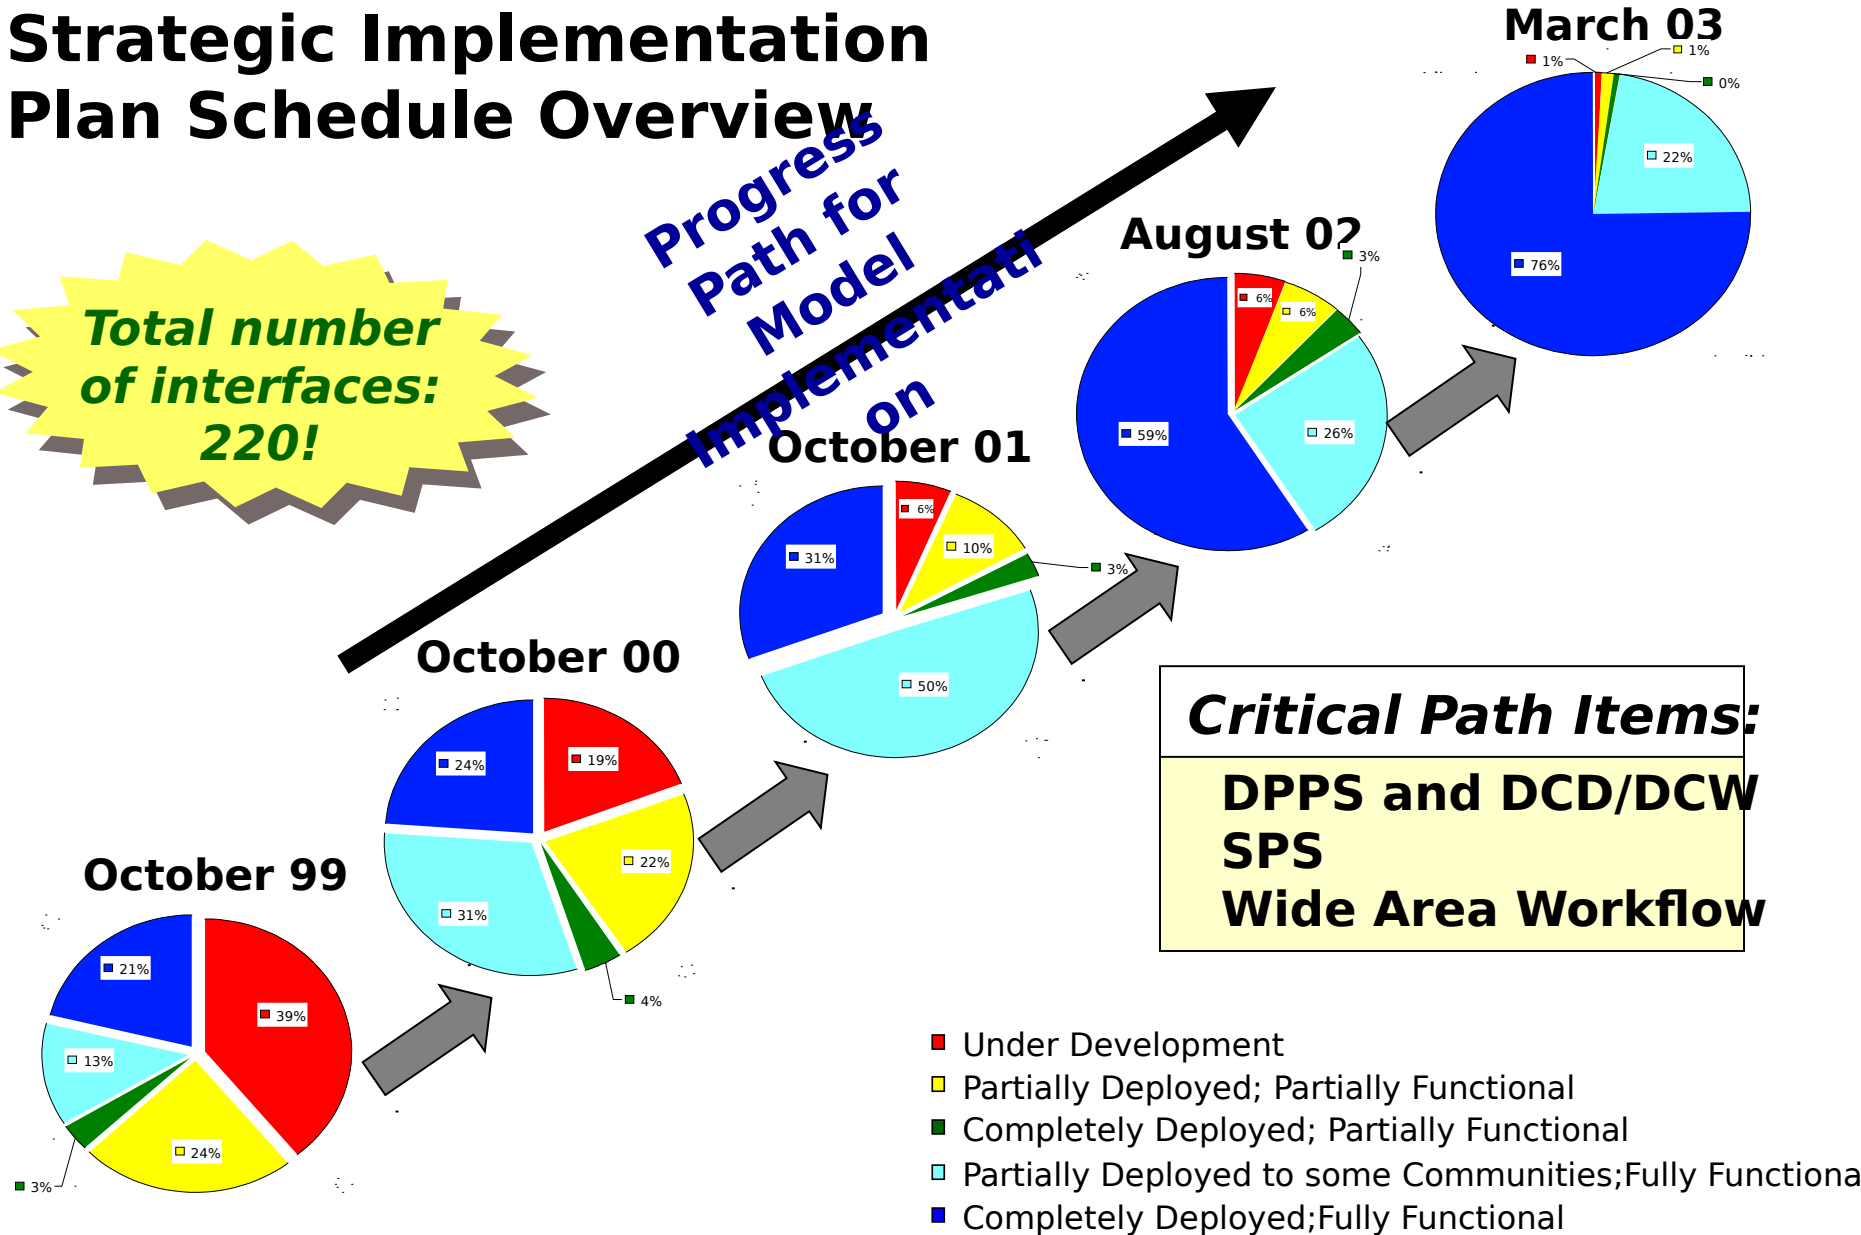 Strategic Implementation
Plan Schedule Overview
March 03
1%
1%
0%
22%
76%
Progress
Path for
Model
Implementati
on
August 02
3%
6%
6%
59%
26%
Total number
of interfaces:
220!
October 01
6%
10%
31%
3%
50%
October 00
24%
19%
22%
31%
4%
Critical Path Items:
DPPS and DCD/DCW
SPS
Wide Area Workflow
October 99
21%
39%
13%
24%
3%
Under Development
Partially Deployed; Partially Functional
Completely Deployed; Partially Functional
Partially Deployed to some Communities;Fully Functiona
Completely Deployed;Fully Functional